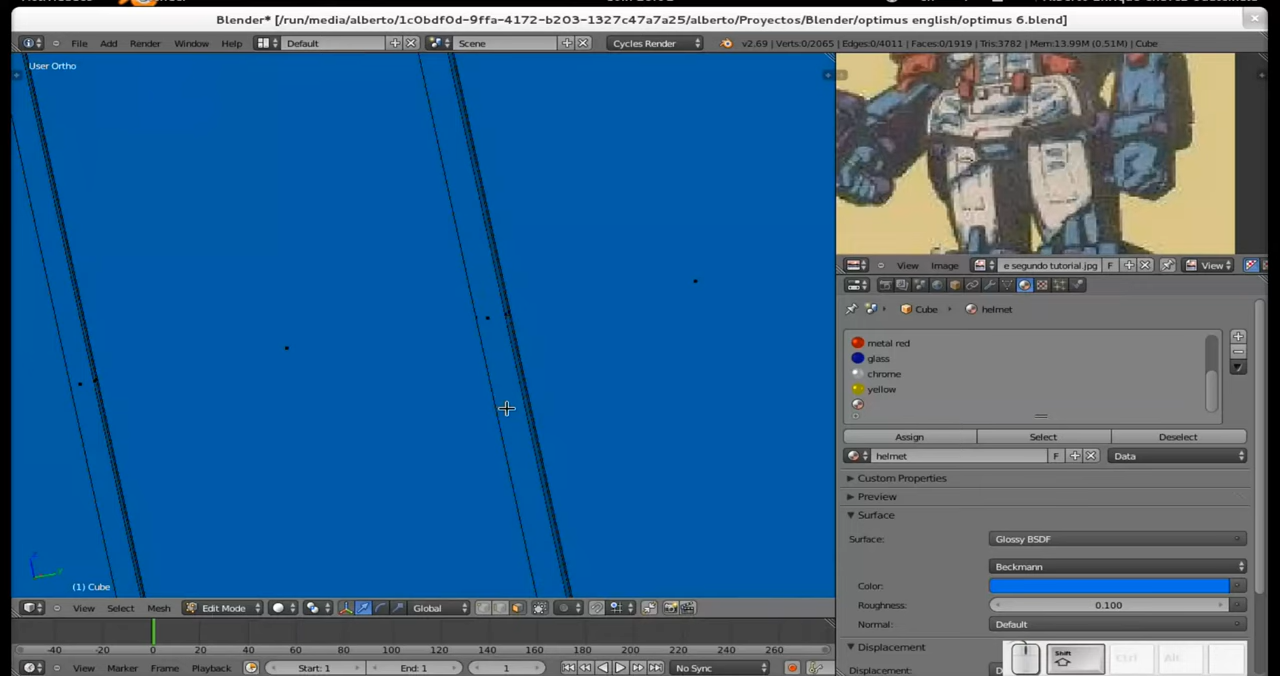 Blender* [/run/media/alberto/1c0bdf0d-9ffa-4172-b203-1327c47a7a25/alberto/Proyectos/Blender/optimus english/optimus 6.blend]
File Add Render Window Help Default Scene Cycles Render v2.69 | Verts:0/2065 | Edges:0/4011 | Faces:0/1919 | Tris:3782 | Mem:13.99M (0.51M) | Cube
User Ortho
View Image e segundo tutorial.jpg F View
Cube helmet
metal red
glass
chrome
yellow
Assign Select Deselect
helmet F Data
Custom Properties
Preview
Surface
Surface: Glossy BSDF
Beckmann
Color:
Roughness: 0.100
Normal: Default
Displacement
Displacement: D
(1) Cube
View Select Mesh Edit Mode Global
-40 -20 0 20 40 60 80 100 120 140 160 180 200 220 240 260
View Marker Frame Playback Start: 1 End: 1 1 No Sync
Shift Ctrl Alt